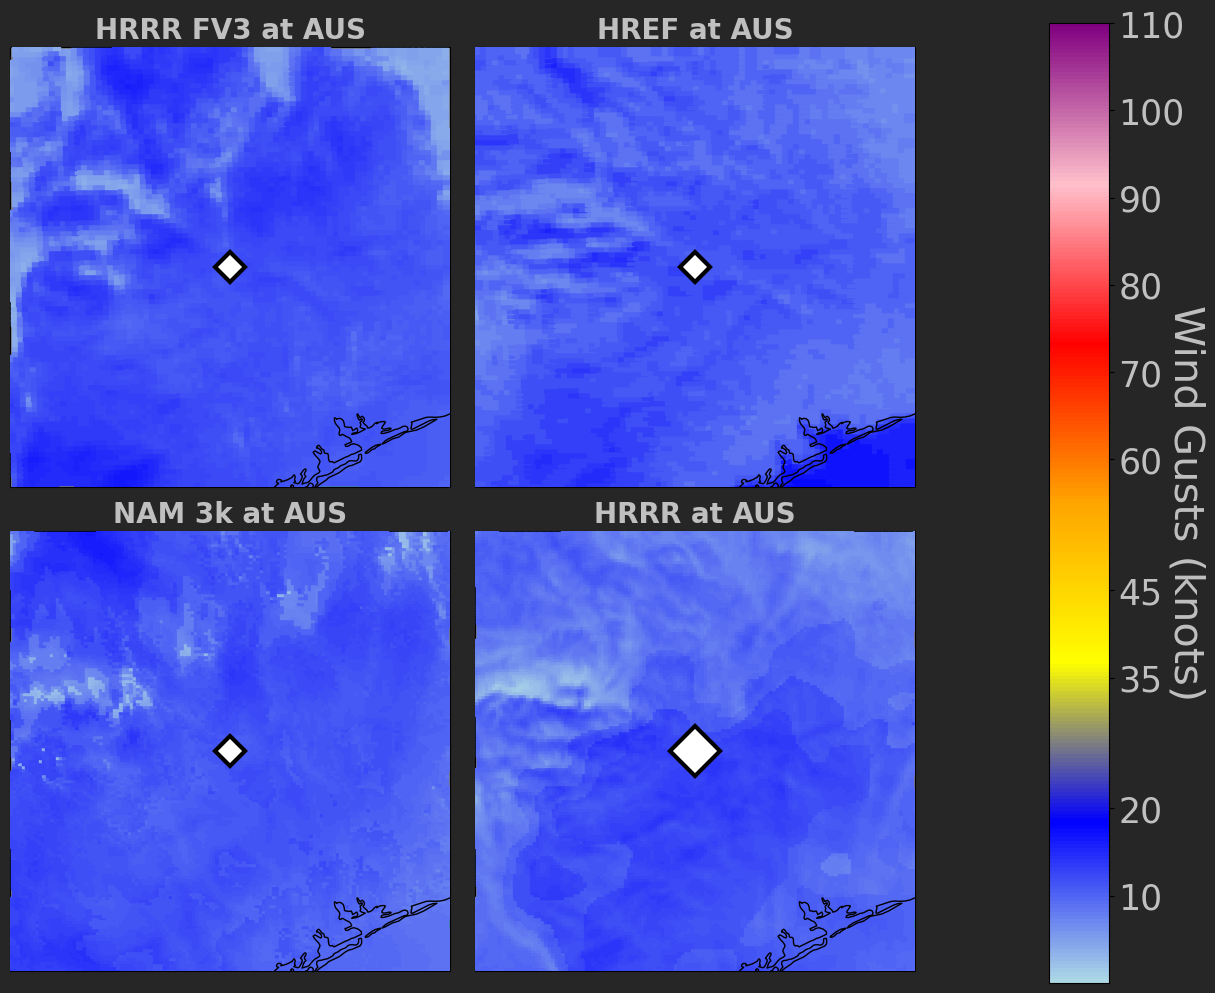 HRRR FV3 at AUS
HREF at AUS
NAM 3k at AUS
HRRR at AUS
110
100
90
80
70
60
45
35
20
10
Wind Gusts (knots)